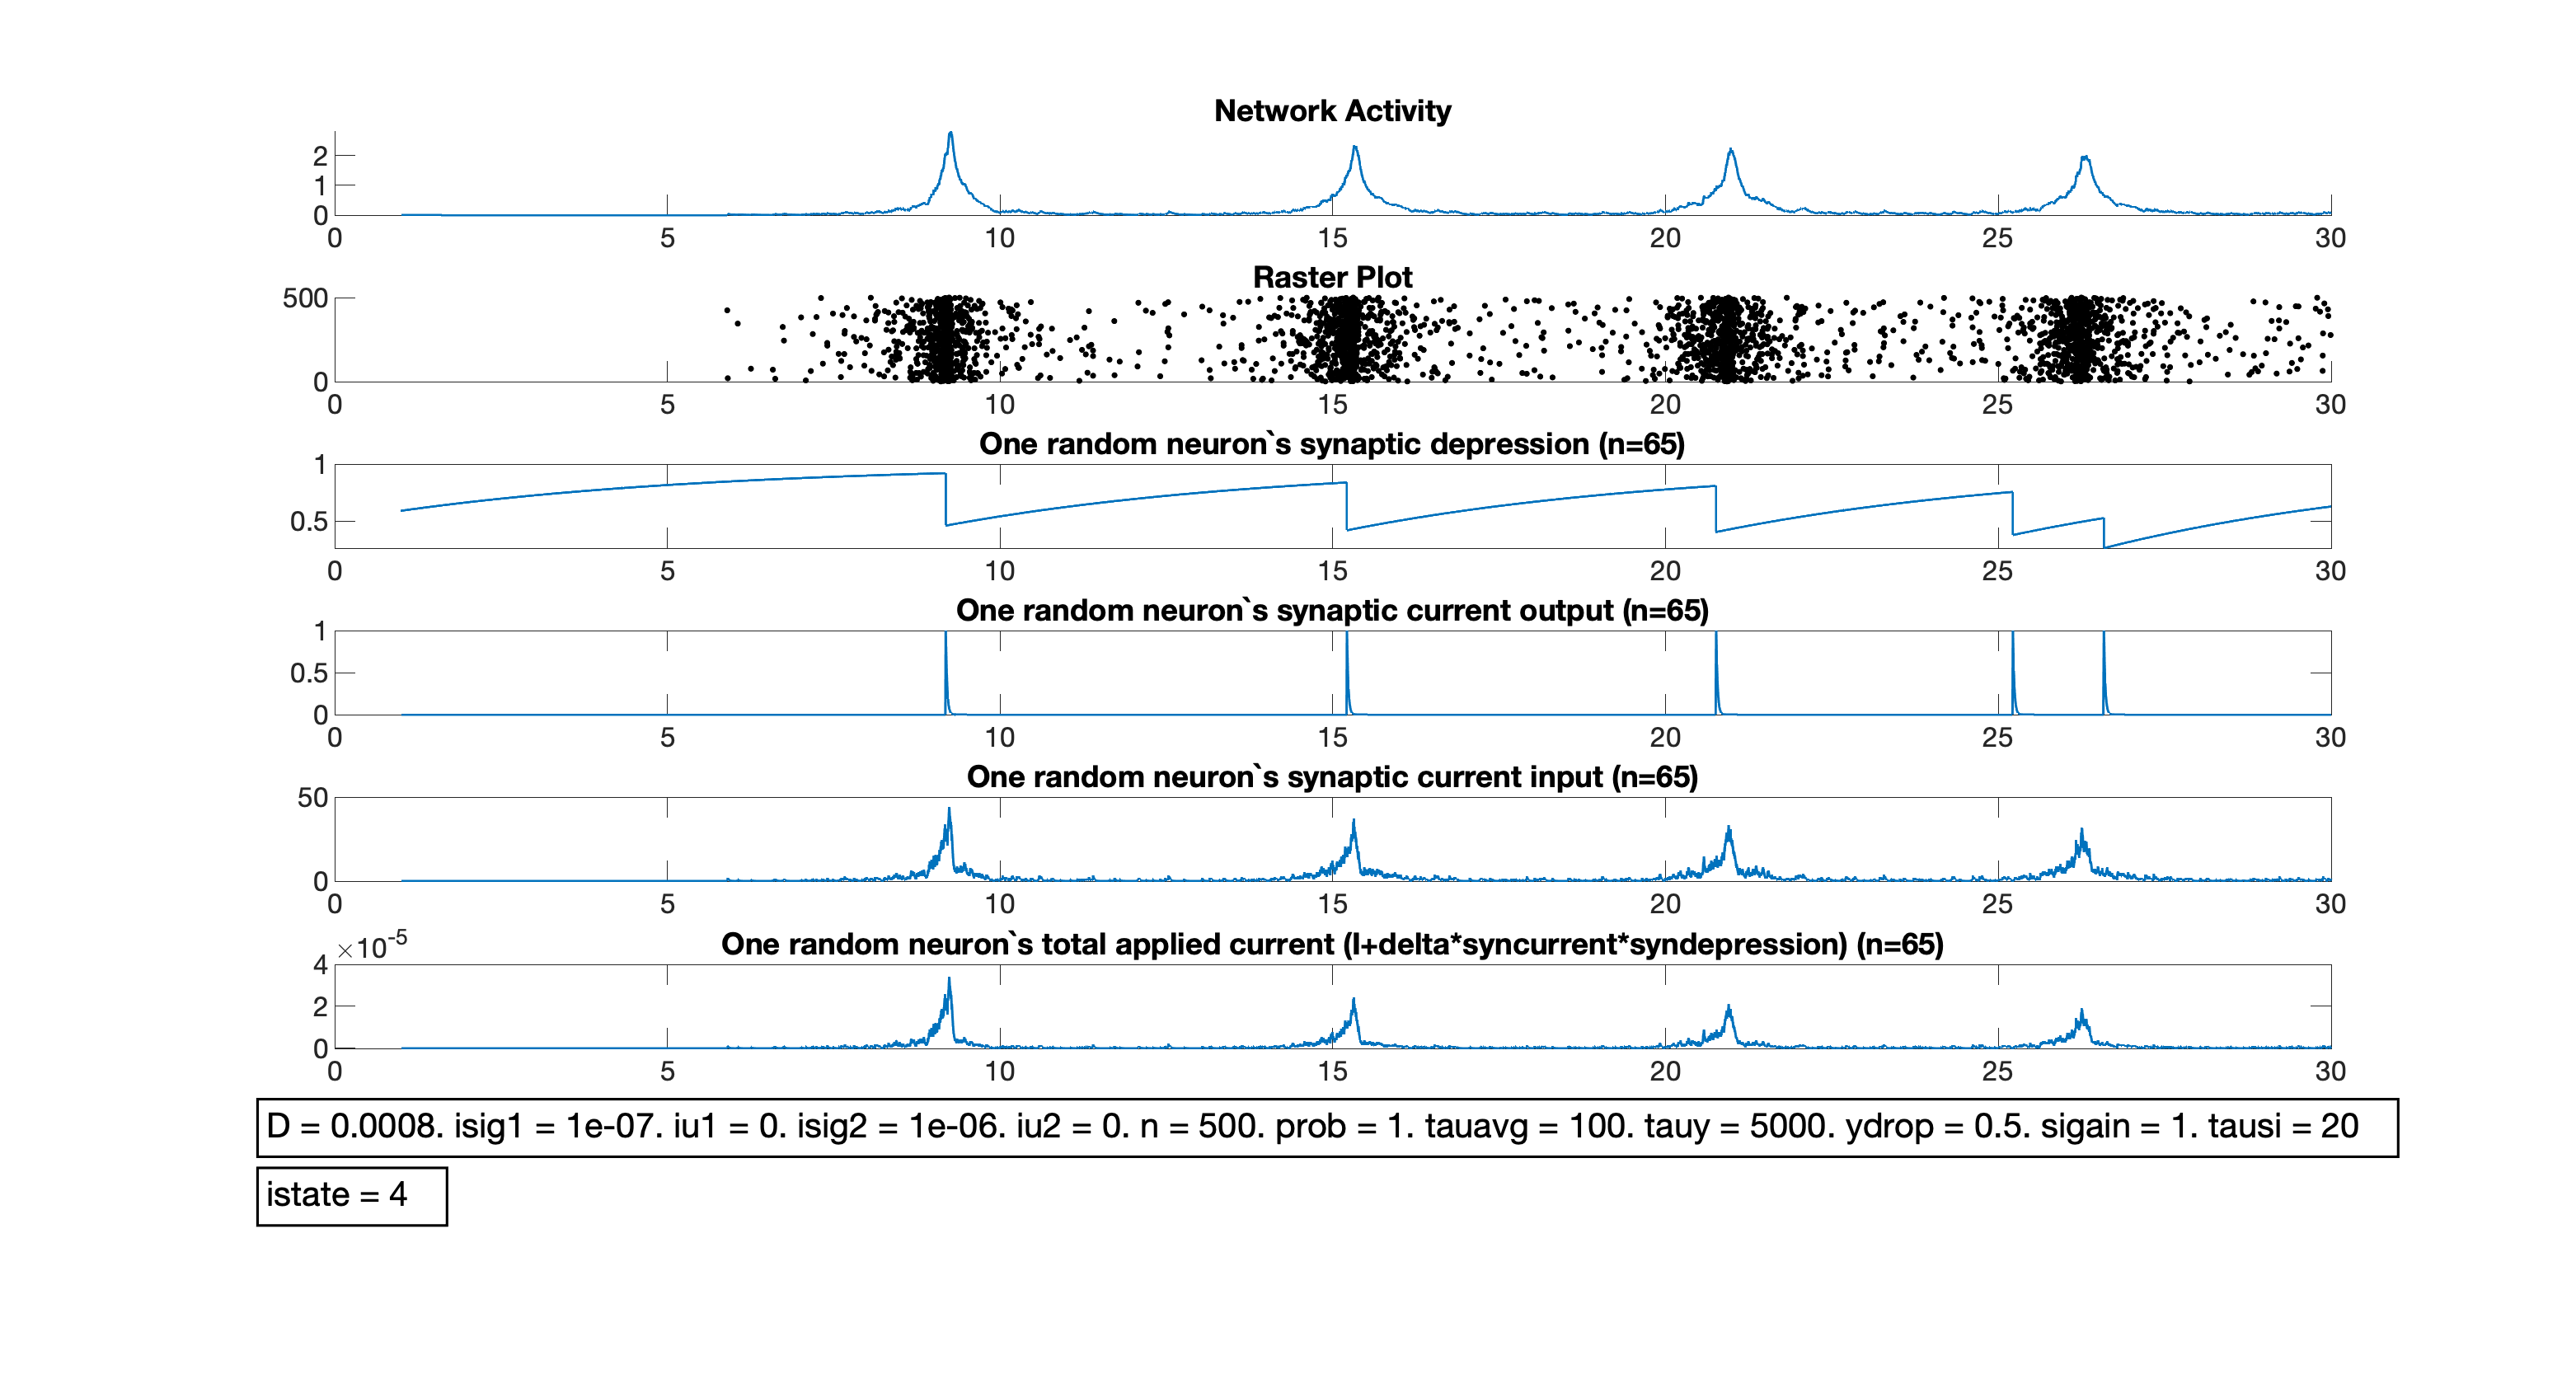 Network Activity
2
1
0
0 5 10 15 20 25 30
Raster Plot
500
0
0 5 10 15 20 25 30
One random neuron`s synaptic depression (n=65)
1
0.5
0 5 10 15 20 25 30
One random neuron`s synaptic current output (n=65)
1
0.5
0
0 5 10 15 20 25 30
One random neuron`s synaptic current input (n=65)
50
0
0 5 10 15 20 25 30
One random neuron`s total applied current (I+delta*syncurrent*syndepression) (n=65)
×10-5
4
2
0
0 5 10 15 20 25 30
D = 0.0008. isig1 = 1e-07. iu1 = 0. isig2 = 1e-06. iu2 = 0. n = 500. prob = 1. tauavg = 100. tauy = 5000. ydrop = 0.5. sigain = 1. tausi = 20
istate = 4